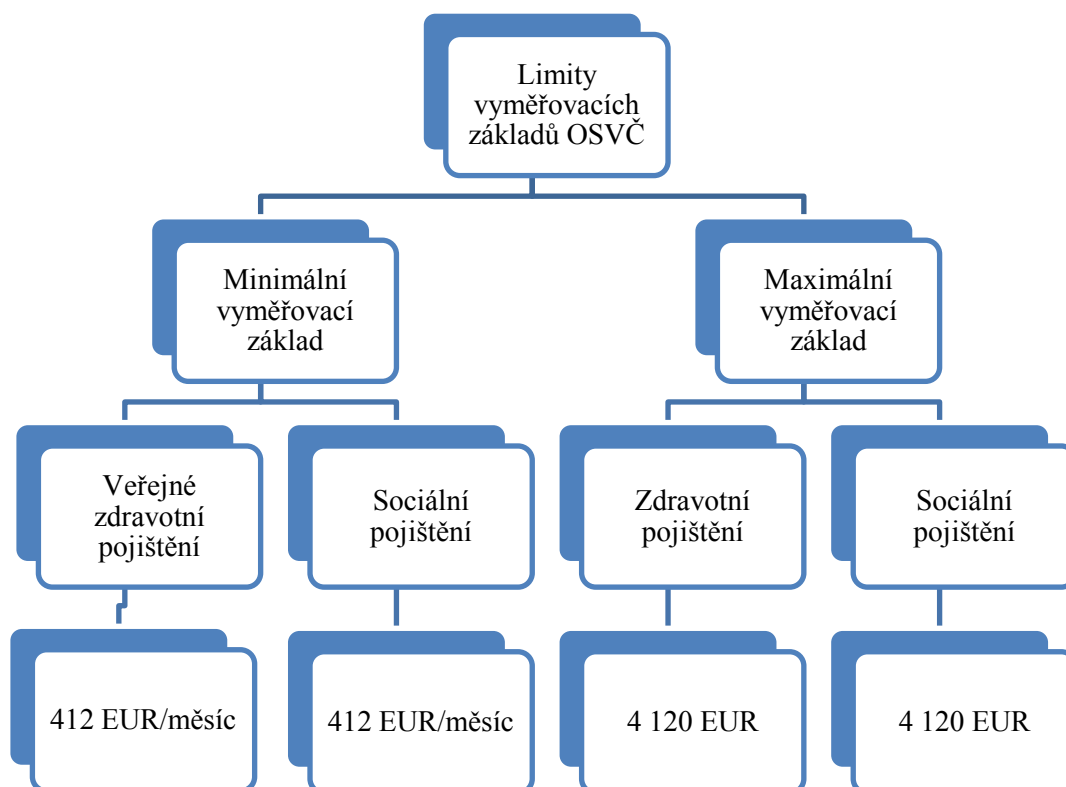 Limity
vyměřovacích
základů OSVČ
Minimální
vyměřovací
základ
Maximální
vyměřovací
základ
Veřejné
zdravotní
pojištění
Sociální
pojištění
Zdravotní
pojištění
Sociální
pojištění
412 EUR/měsíc
412 EUR/měsíc
4 120 EUR
4 120 EUR